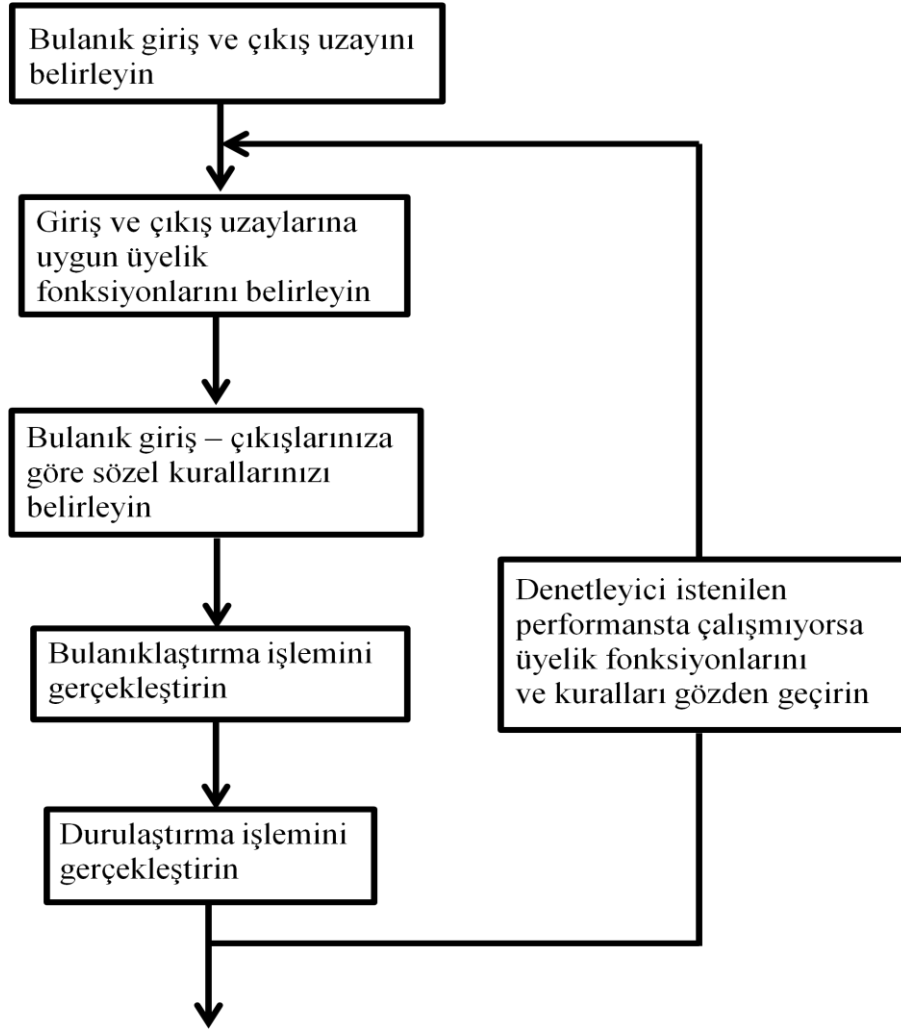 Bulanık giriş ve çıkış uzayını
belirleyin
Giriş ve çıkış uzaylarına
uygun üyelik
fonksiyonlarını belirleyin
Bulanık giriş – çıkışlarınıza
göre sözel kurallarınızı
belirleyin
Bulanıklaştırma işlemini
gerçekleştirin
Durulaştırma işlemini
gerçekleştirin
Denetleyici istenilen
performansta çalışmıyorsa
üyelik fonksiyonlarını
ve kuralları gözden geçirin